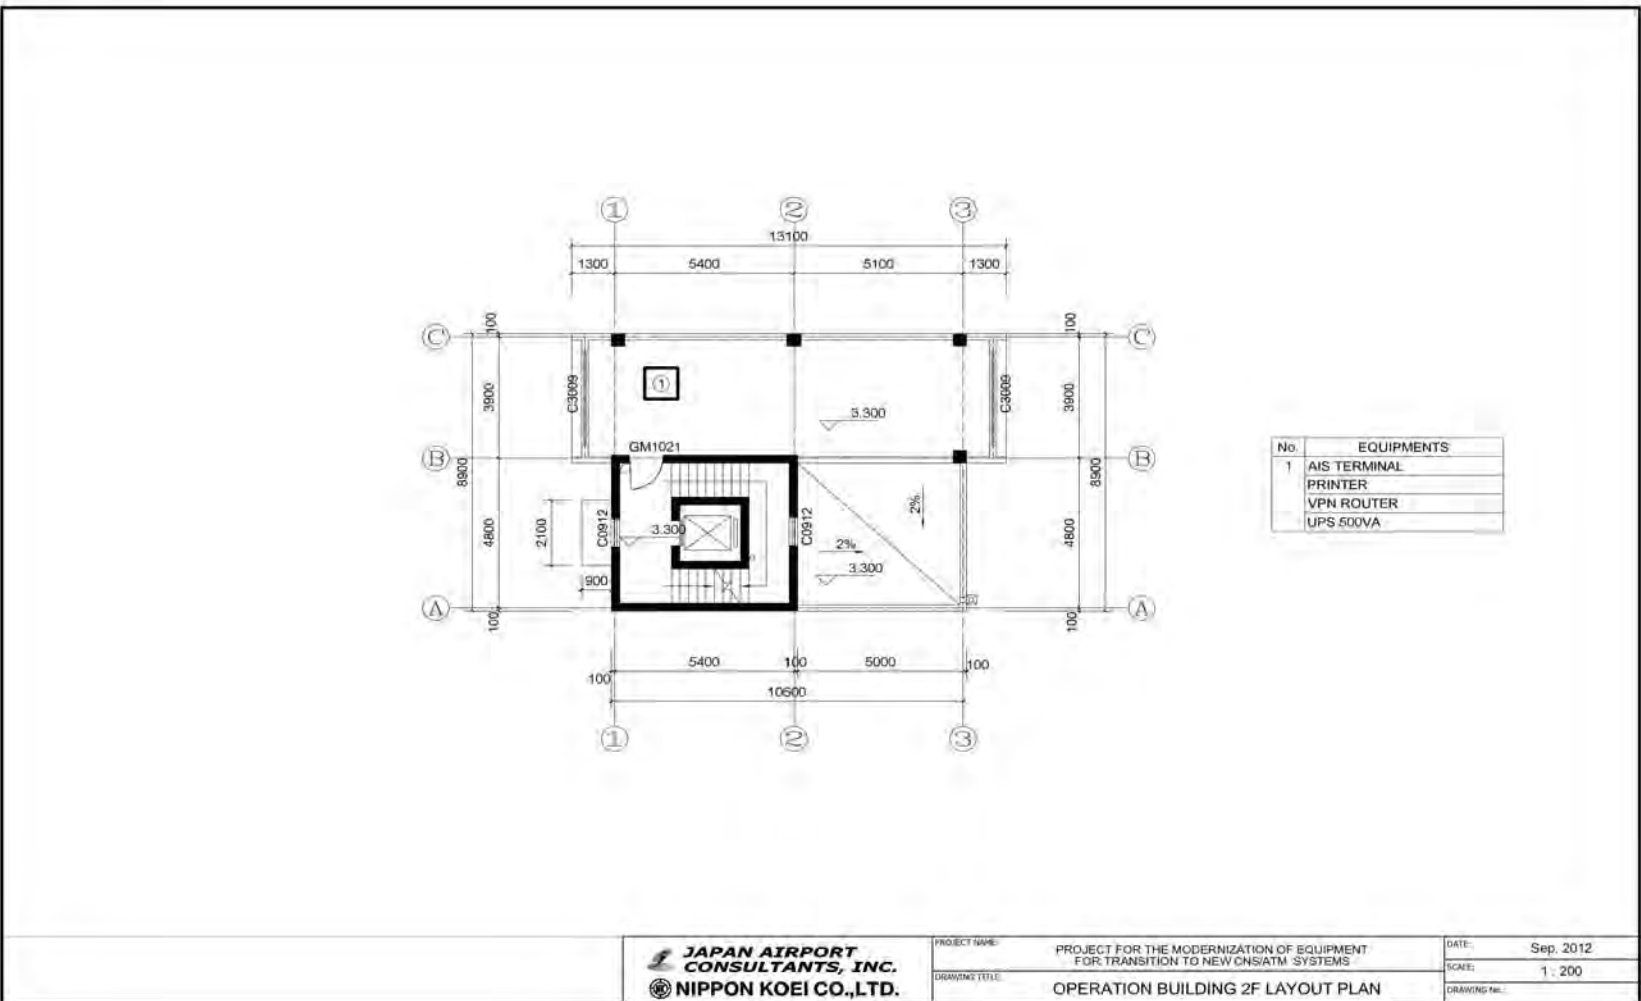 1 2 3
13100
1300 5400 5100 1300
C 100 100 C
3900 C3009 1 3.300 C3009 3900
GM1021
B B
8900 8900
4800 2100 C0912 3.300 C0912 2% 4800
2%
900 3.300
A A
100 100
5400 100 5000 100
100
10600
1 2 3
No. EQUIPMENTS
1 AIS TERMINAL
PRINTER
VPN ROUTER
UPS 500VA
JAPAN AIRPORT
CONSULTANTS, INC.
NIPPON KOEI CO.,LTD.
PROJECT NAME:
PROJECT FOR THE MODERNIZATION OF EQUIPMENT
FOR TRANSITION TO NEW CNS/ATM SYSTEMS
DRAWING TITLE:
OPERATION BUILDING 2F LAYOUT PLAN
DATE: Sep. 2012
SCALE: 1 : 200
DRAWING No.: